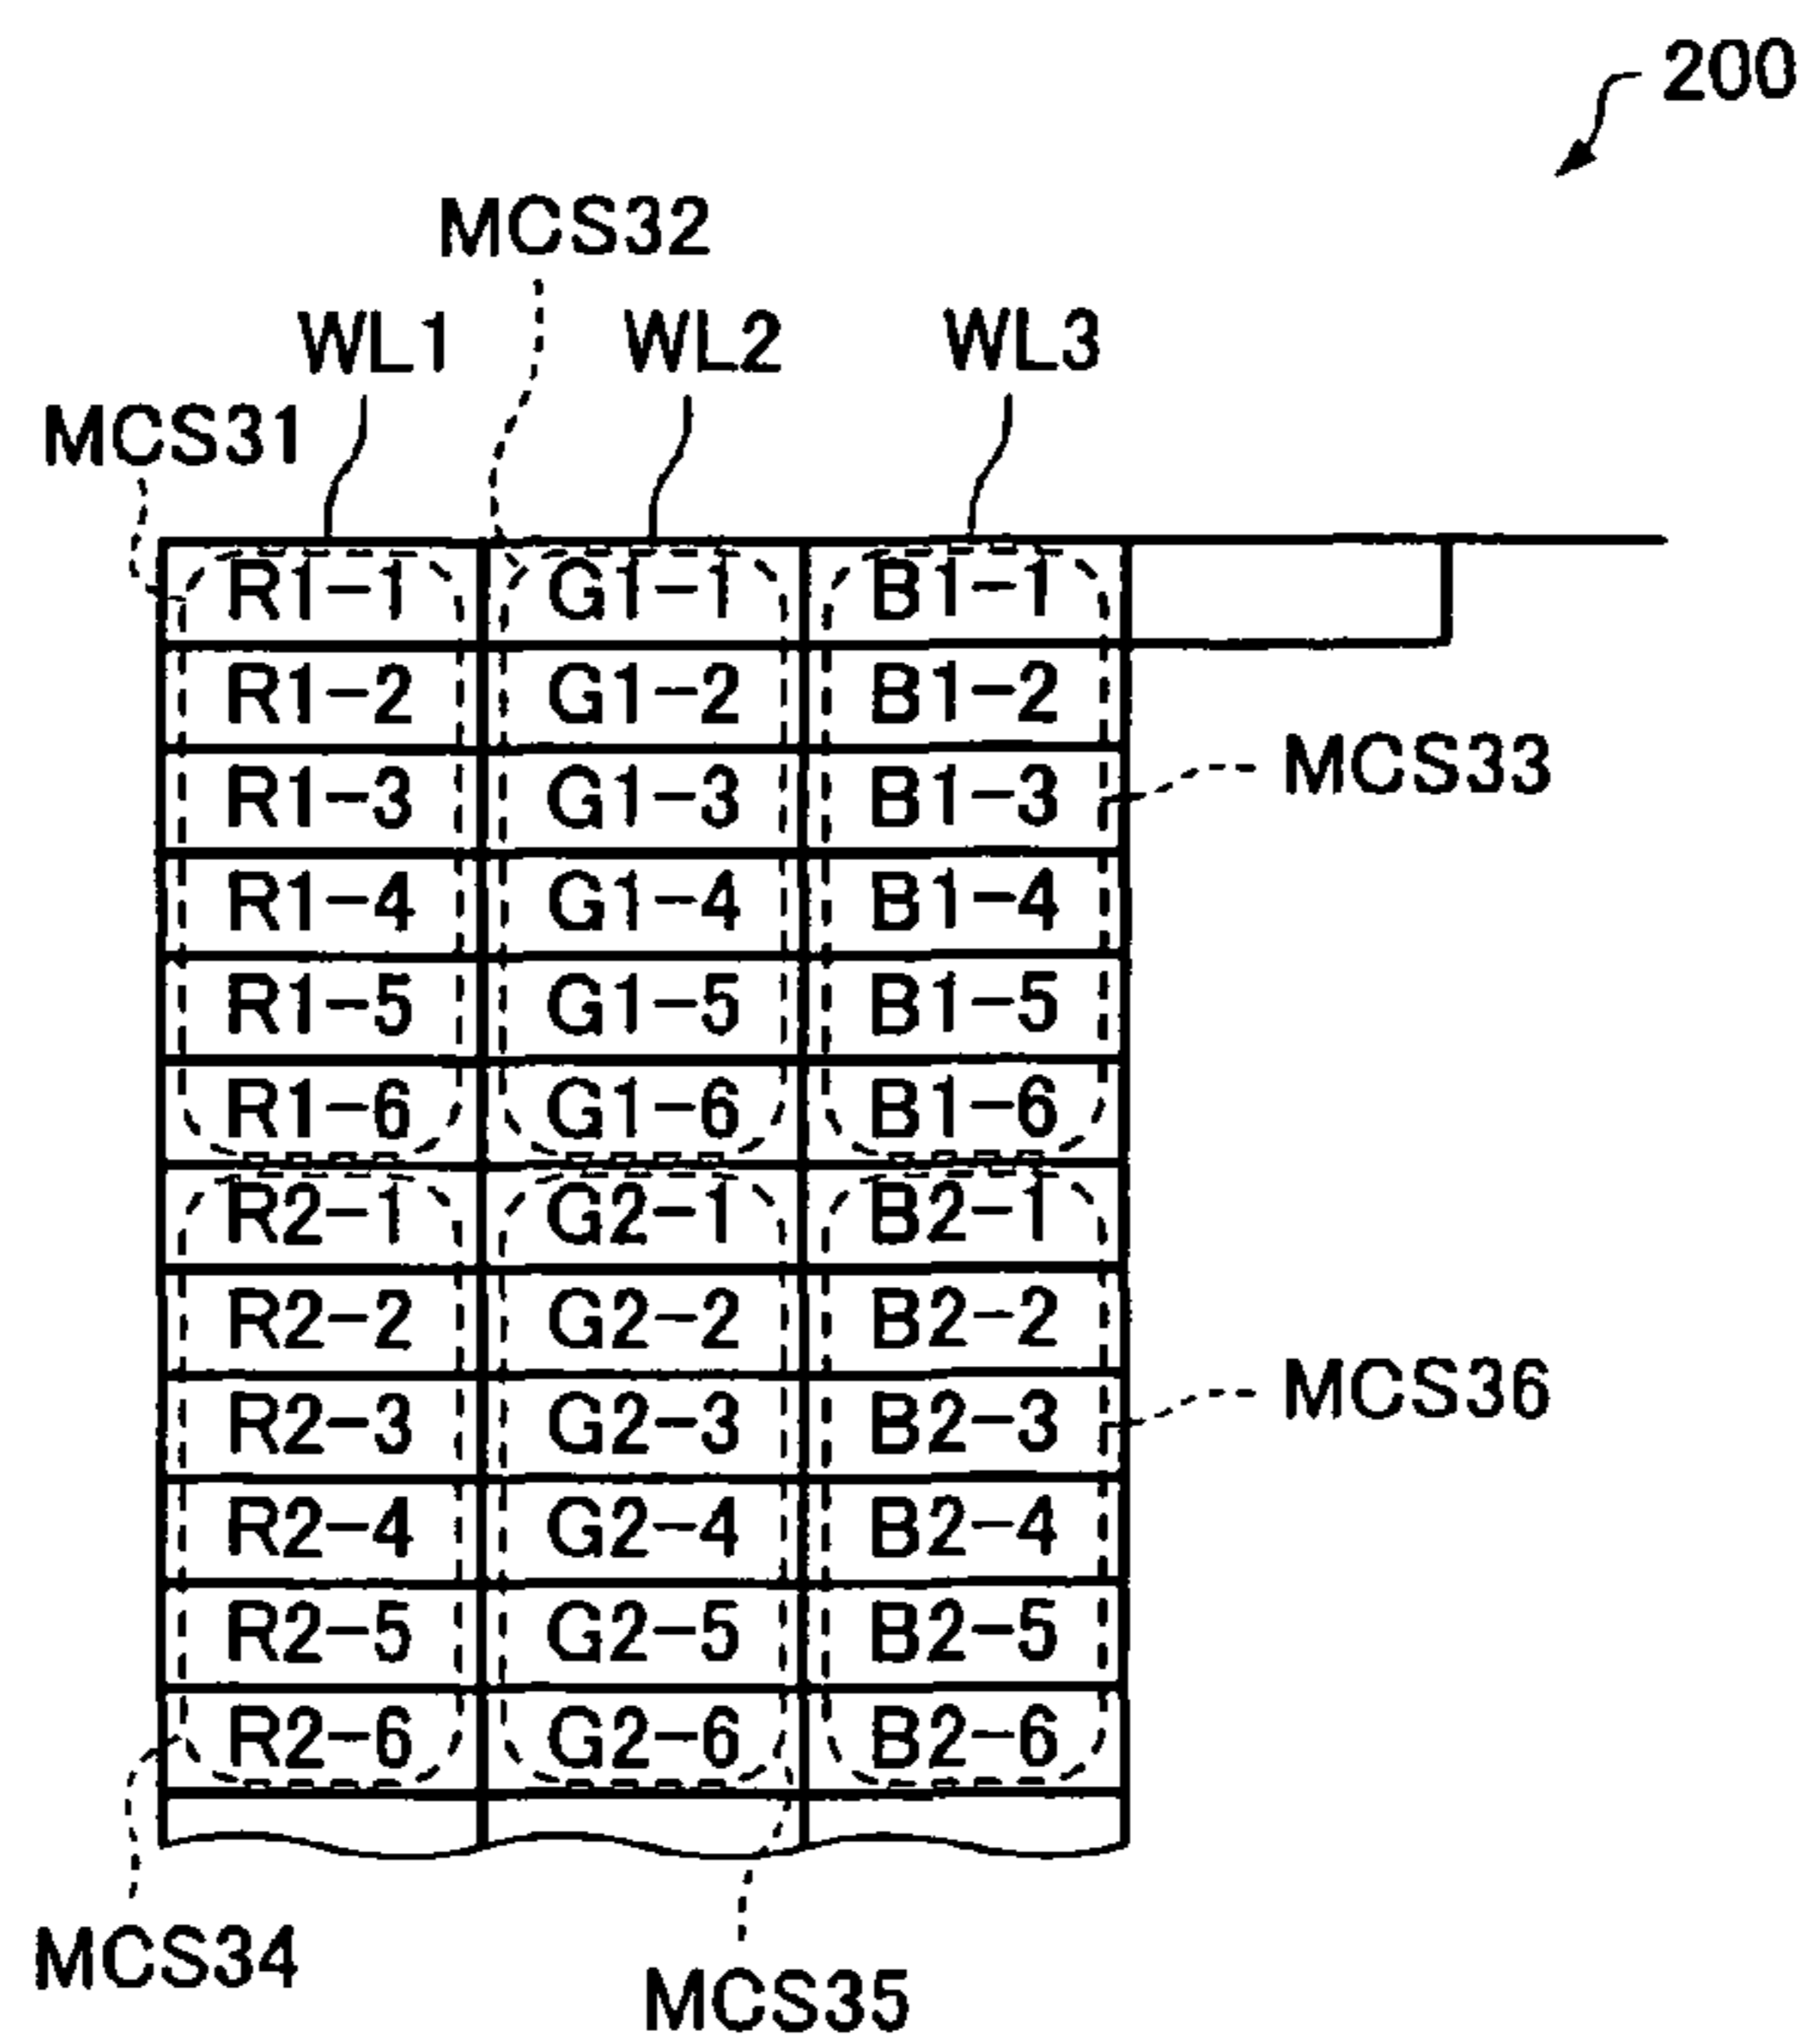 200
MCS32
WL1 WL2 WL3
MCS31
R1-1 G1-1 B1-1
R1-2 G1-2 B1-2
MCS33
R1-3 G1-3 B1-3
R1-4 G1-4 B1-4
R1-5 G1-5 B1-5
R1-6 G1-6 B1-6
R2-1 G2-1 B2-1
R2-2 G2-2 B2-2
MCS36
R2-3 G2-3 B2-3
R2-4 G2-4 B2-4
R2-5 G2-5 B2-5
R2-6 G2-6 B2-6
MCS34
MCS35